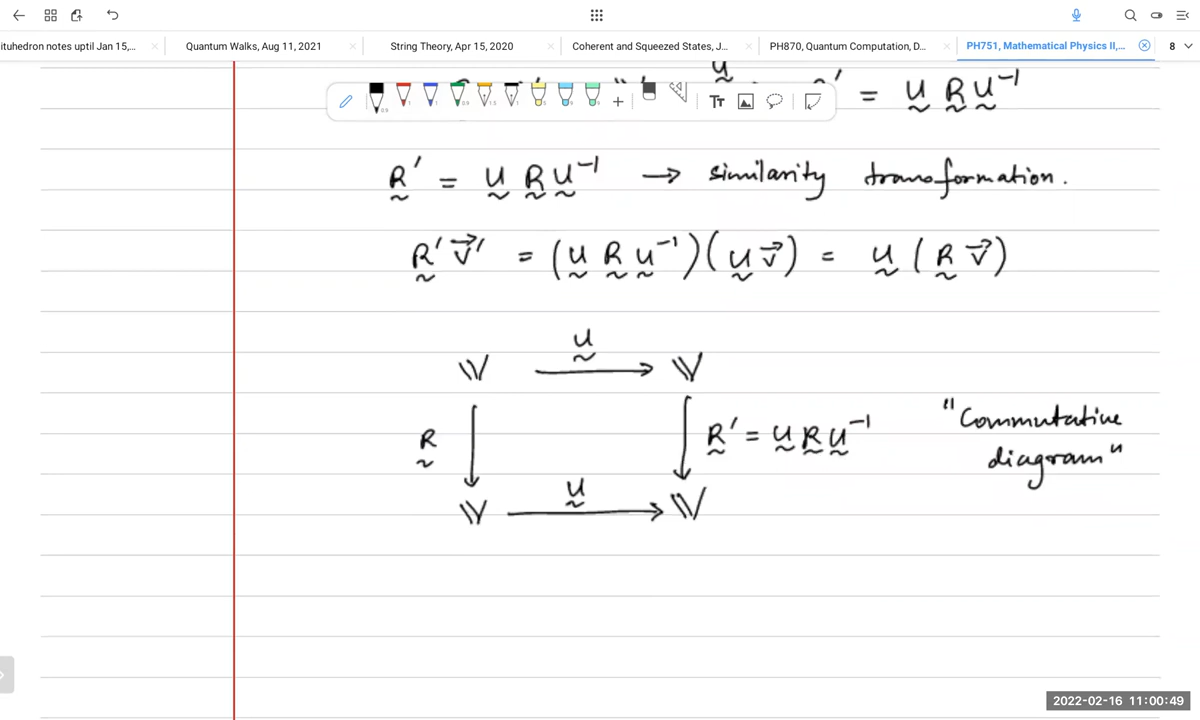 ituhedron notes uptil Jan 15,...
Quantum Walks, Aug 11, 2021
String Theory, Apr 15, 2020
Coherent and Squeezed States, J...
PH870, Quantum Computation, D...
PH751, Mathematical Physics II,...
8
Tт
= U R U⁻¹
R' = U R U⁻¹ → similarity transformation.
R' v⃗' = (U R U⁻¹)(U v⃗) = U (R v⃗)
U
𝕍 → 𝕍
R ↓ ↓ R' = U R U⁻¹ "Commutative
diagram"
U
𝕍 → 𝕍
2022-02-16 11:00:49